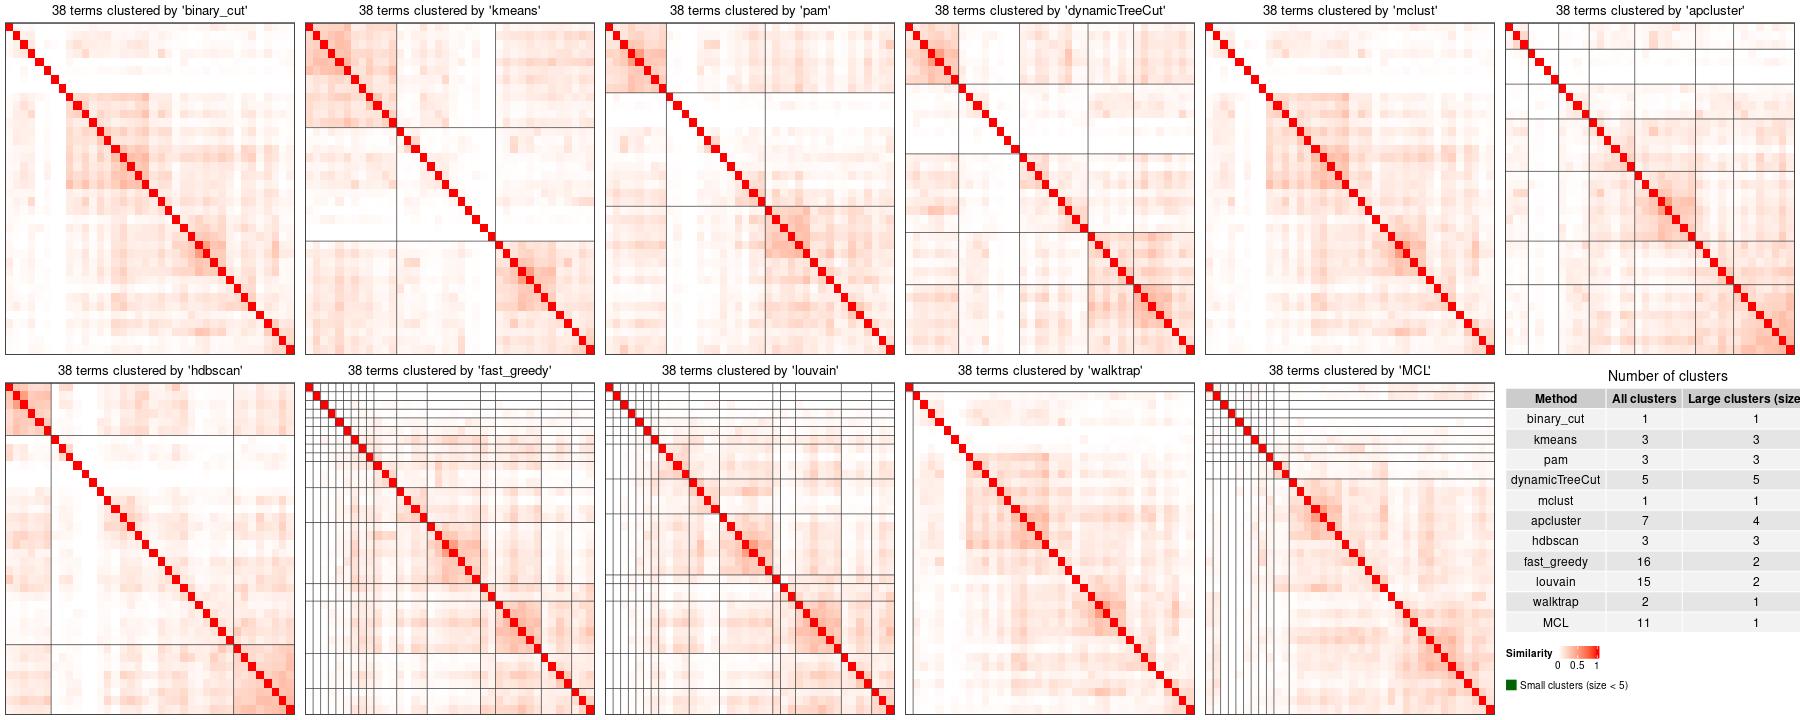 38 terms clustered by 'binary_cut'
38 terms clustered by 'kmeans'
38 terms clustered by 'pam'
38 terms clustered by 'dynamicTreeCut'
38 terms clustered by 'mclust'
38 terms clustered by 'apcluster'
38 terms clustered by 'hdbscan'
38 terms clustered by 'fast_greedy'
38 terms clustered by 'louvain'
38 terms clustered by 'walktrap'
38 terms clustered by 'MCL'
Number of clusters
Method All clusters Large clusters (size
binary_cut 1 1
kmeans 3 3
pam 3 3
dynamicTreeCut 5 5
mclust 1 1
apcluster 7 4
hdbscan 3 3
fast_greedy 16 2
louvain 15 2
walktrap 2 1
MCL 11 1
Similarity
0 0.5 1
Small clusters (size < 5)